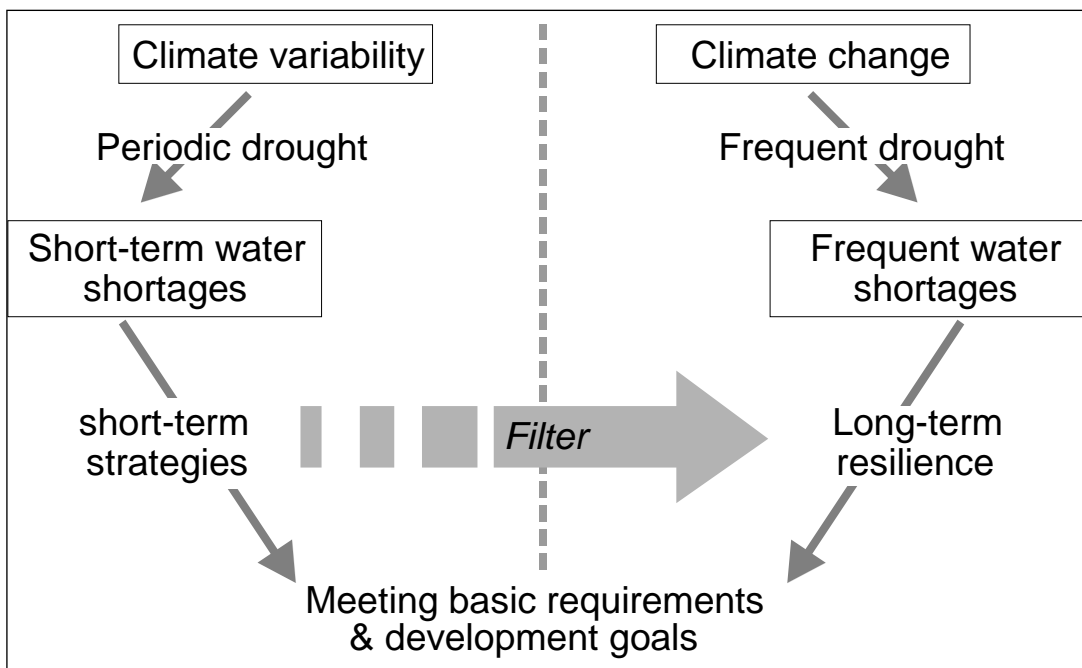 Climate variability
Climate change
Periodic drought
Frequent drought
Short-term water
shortages
Frequent water
shortages
short-term
strategies
Filter
Long-term
resilience
Meeting basic requirements
& development goals